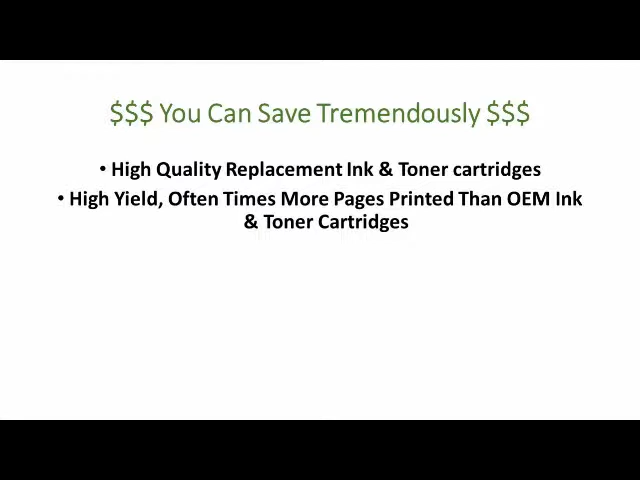 $$$ You Can Save Tremendously $$$
• High Quality Replacement Ink & Toner cartridges
• High Yield, Often Times More Pages Printed Than OEM Ink
& Toner Cartridges